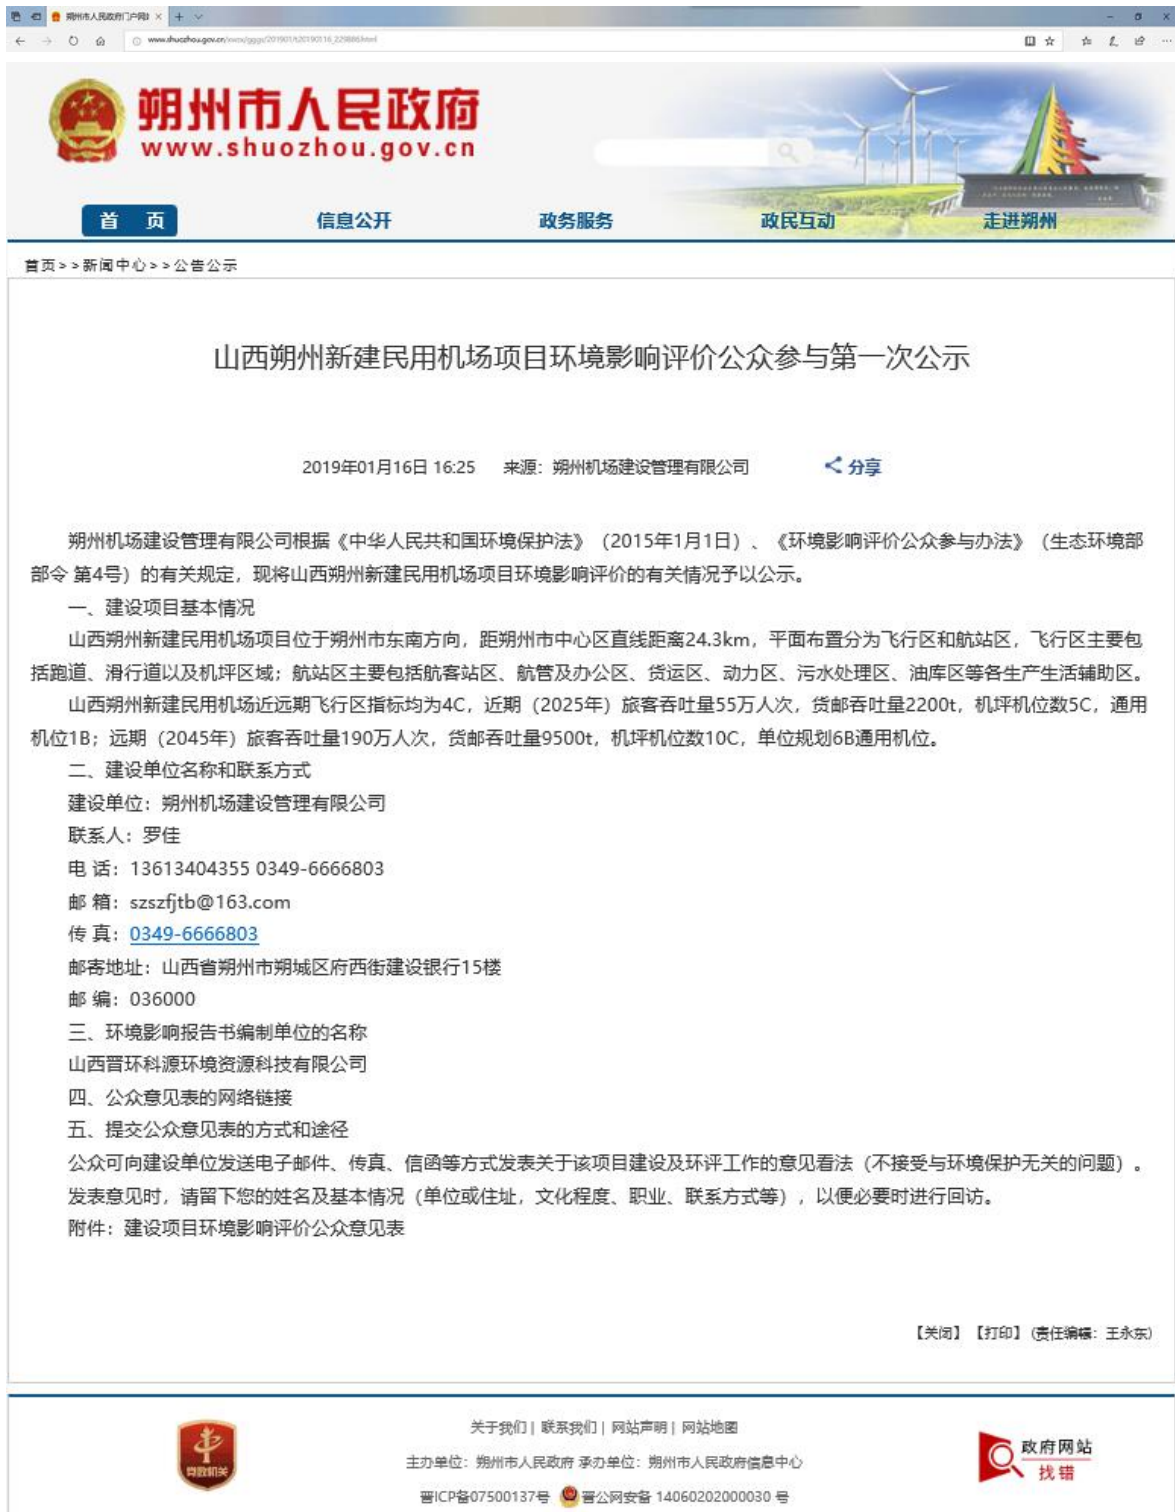 朔州市人民政府门户网
www.shuozhou.gov.cn/xwzx/gggs/201901/t20190116_229886.html
朔州市人民政府
www.shuozhou.gov.cn
首 页 信息公开 政务服务 政民互动 走进朔州
首页>>新闻中心>>公告公示
山西朔州新建民用机场项目环境影响评价公众参与第一次公示
2019年01月16日 16:25 来源：朔州机场建设管理有限公司 分享
朔州机场建设管理有限公司根据《中华人民共和国环境保护法》（2015年1月1日）、《环境影响评价公众参与办法》（生态环境部
部令 第4号）的有关规定，现将山西朔州新建民用机场项目环境影响评价的有关情况予以公示。
一、建设项目基本情况
山西朔州新建民用机场项目位于朔州市东南方向，距朔州市中心区直线距离24.3km，平面布置分为飞行区和航站区，飞行区主要包
括跑道、滑行道以及机坪区域；航站区主要包括航客站区、航管及办公区、货运区、动力区、污水处理区、油库区等各生产生活辅助区。
山西朔州新建民用机场近远期飞行区指标均为4C，近期（2025年）旅客吞吐量55万人次，货邮吞吐量2200t，机坪机位数5C，通用
机位1B；远期（2045年）旅客吞吐量190万人次，货邮吞吐量9500t，机坪机位数10C，单位规划6B通用机位。
二、建设单位名称和联系方式
建设单位：朔州机场建设管理有限公司
联系人：罗佳
电 话：13613404355 0349-6666803
邮 箱：szszfjtb@163.com
传 真：0349-6666803
邮寄地址：山西省朔州市朔城区府西街建设银行15楼
邮 编：036000
三、环境影响报告书编制单位的名称
山西晋环科源环境资源科技有限公司
四、公众意见表的网络链接
五、提交公众意见表的方式和途径
公众可向建设单位发送电子邮件、传真、信函等方式发表关于该项目建设及环评工作的意见看法（不接受与环境保护无关的问题）。
发表意见时，请留下您的姓名及基本情况（单位或住址，文化程度、职业、联系方式等），以便必要时进行回访。
附件：建设项目环境影响评价公众意见表
【关闭】【打印】(责任编辑：王永东)
关于我们 | 联系我们 | 网站声明 | 网站地图
主办单位：朔州市人民政府 承办单位：朔州市人民政府信息中心
晋ICP备07500137号 晋公网安备 14060202000030 号
党政机关
政府网站
找错